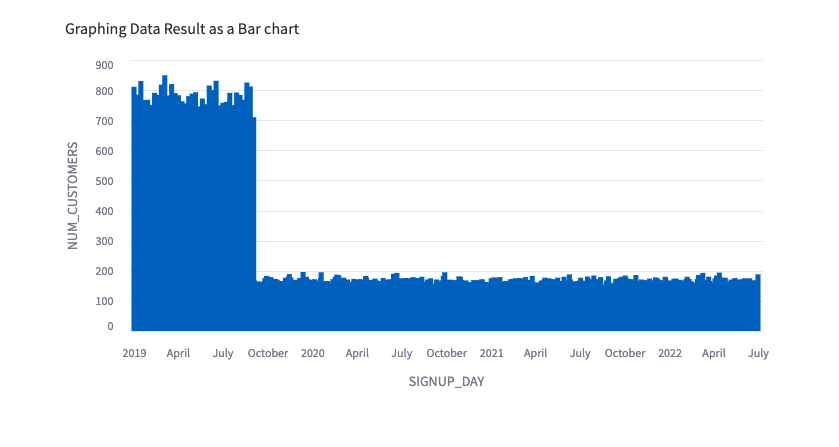 Graphing Data Result as a Bar chart
900
800
700
600
500
400
300
200
100
0
NUM_CUSTOMERS
2019 April July October 2020 April July October 2021 April July October 2022 April July
SIGNUP_DAY